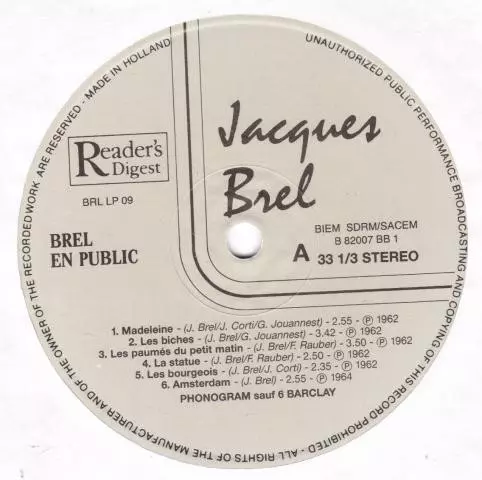 ALL RIGHTS OF THE MANUFACTURER AND OF THE OWNER OF THE RECORDED WORK ARE RESERVED - MADE IN HOLLAND
UNAUTHORIZED PUBLIC PERFORMANCE BROADCASTING AND COPYING OF THIS RECORD PROHIBITED -
Jacques
Brel
Reader's
Digest
BRL LP 09
BREL
EN PUBLIC
BIEM SDRM/SACEM
B 82007 BB 1
A 33 1/3 STEREO
1. Madeleine - (J. Brel/J. Corti/G. Jouannest) - 2.55 - Ⓟ 1962
2. Les biches - (J. Brel/G. Jouannest) - 3.42 - Ⓟ 1962
3. Les paumés du petit matin - (J. Brel/F. Rauber) - 3.50 - Ⓟ 1962
4. La statue - (J. Brel/F. Rauber) - 2.50 - Ⓟ 1962
5. Les bourgeois - (J. Brel/J. Corti) - 2.35 - Ⓟ 1962
6. Amsterdam - (J. Brel) - 2.55 - Ⓟ 1964
PHONOGRAM sauf 6 BARCLAY